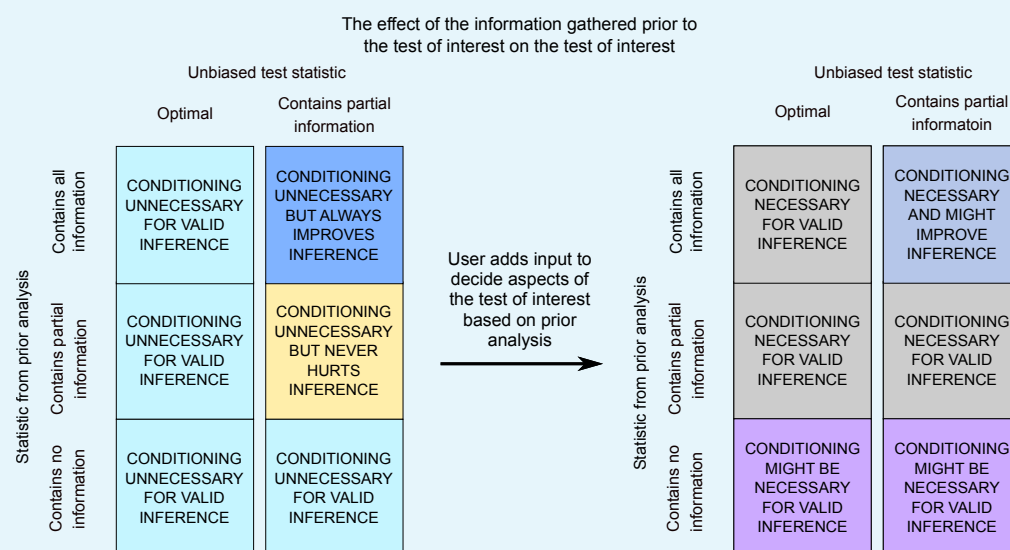 The effect of the information gathered prior to
the test of interest on the test of interest
Unbiased test statistic
Optimal
Contains partial
information
Statistic from prior analysis
Contains all
information
CONDITIONING
UNNECESSARY
FOR VALID
INFERENCE
CONDITIONING
UNNECESSARY
BUT ALWAYS
IMPROVES
INFERENCE
Contains partial
information
CONDITIONING
UNNECESSARY
FOR VALID
INFERENCE
CONDITIONING
UNNECESSARY
BUT NEVER
HURTS
INFERENCE
Contains no
information
CONDITIONING
UNNECESSARY
FOR VALID
INFERENCE
CONDITIONING
UNNECESSARY
FOR VALID
INFERENCE
User adds input to
decide aspects of
the test of interest
based on prior
analysis
Unbiased test statistic
Optimal
Contains partial
informatoin
Statistic from prior analysis
Contains all
infromation
CONDITIONING
NECESSARY
FOR VALID
INFERENCE
CONDITIONING
NECESSARY
AND MIGHT
IMPROVE
INFERENCE
Contains partial
information
CONDITIONING
NECESSARY
FOR VALID
INFERENCE
CONDITIONING
NECESSARY
FOR VALID
INFERENCE
Contains no
information
CONDITIONING
MIGHT BE
NECESSARY
FOR VALID
INFERENCE
CONDITIONING
MIGHT BE
NECESSARY
FOR VALID
INFERENCE